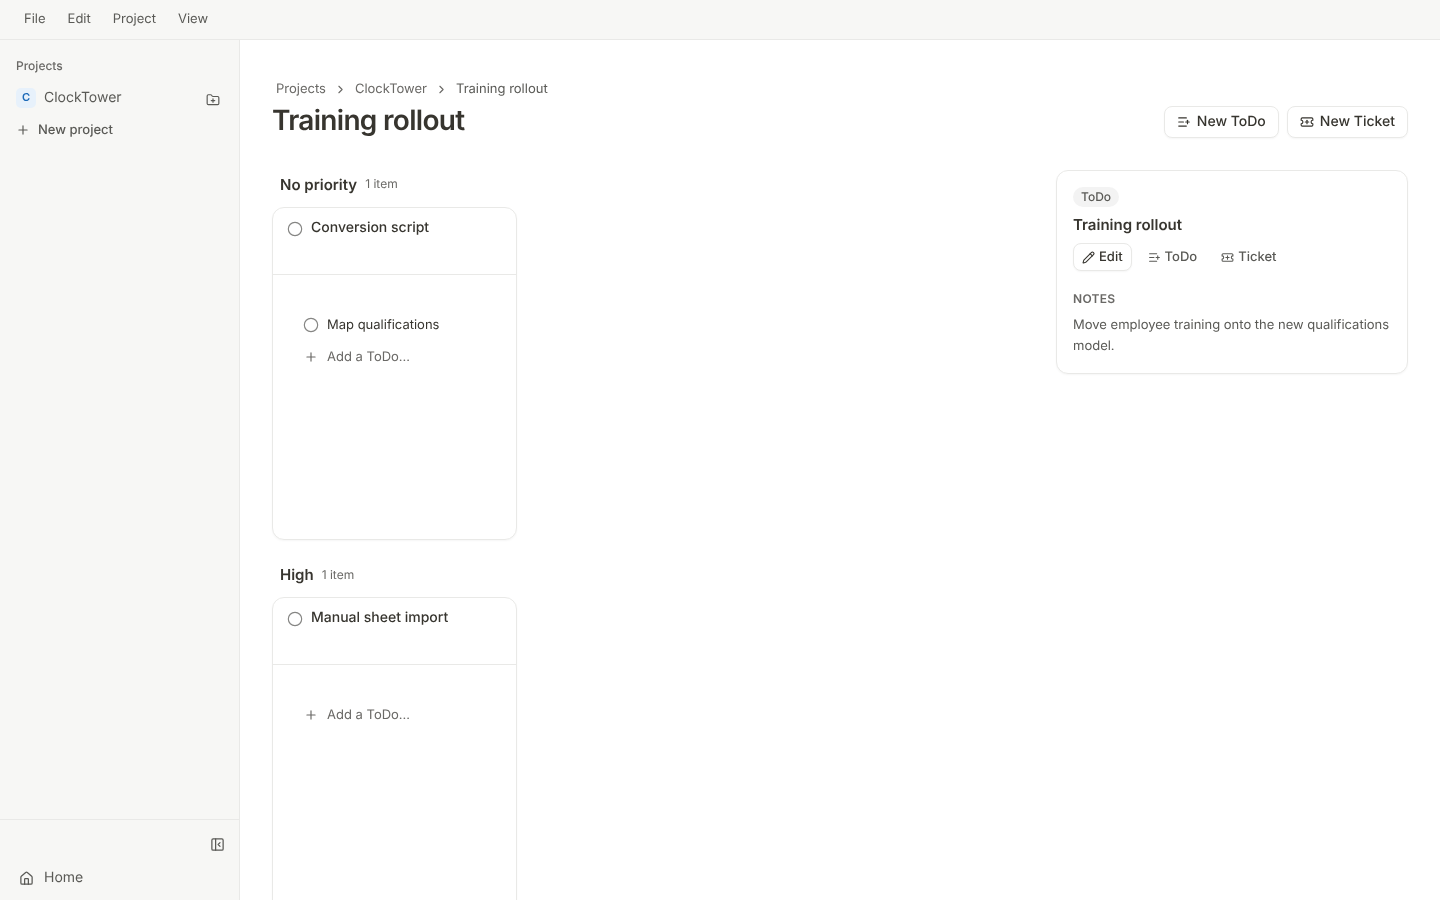 File Edit Project View
Projects
C ClockTower
New project
Home
Projects > ClockTower > Training rollout
Training rollout
New ToDo New Ticket
No priority 1 item
Conversion script
Map qualifications
Add a ToDo...
High 1 item
Manual sheet import
Add a ToDo...
ToDo
Training rollout
Edit ToDo Ticket
NOTES
Move employee training onto the new qualifications
model.